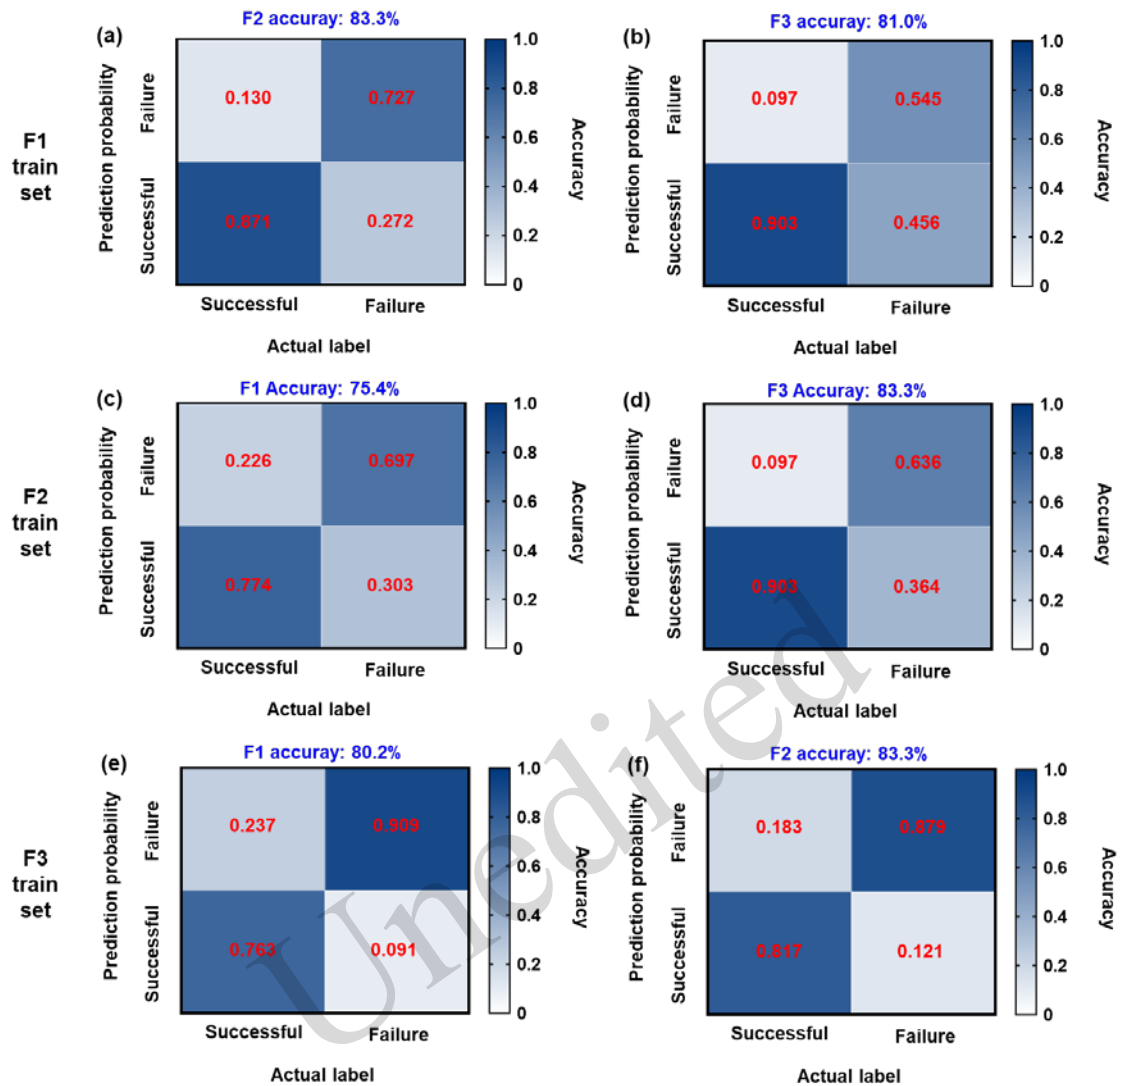 F2 accuray: 83.3%
(a)
Prediction probability
Failure
Successful
0.130
0.727
0.871
0.272
Successful
Failure
Actual label
1.0
0.8
0.6
0.4
0.2
0
Accuracy
F3 accuray: 81.0%
(b)
Prediction probability
Failure
Successful
0.097
0.545
0.903
0.456
Successful
Failure
Actual label
1.0
0.8
0.6
0.4
0.2
0
Accuracy
F1
train
set
F1 Accuray: 75.4%
(c)
Prediction probability
Failure
Successful
0.226
0.697
0.774
0.303
Successful
Failure
Actual label
1.0
0.8
0.6
0.4
0.2
0
Accuracy
F3 Accuray: 83.3%
(d)
Prediction probability
Failure
Successful
0.097
0.636
0.903
0.364
Successful
Failure
Actual label
1.0
0.8
0.6
0.4
0.2
0
Accuracy
F2
train
set
F1 accuray: 80.2%
(e)
Prediction probability
Failure
Successful
0.237
0.909
0.763
0.091
Successful
Failure
Actual label
1.0
0.8
0.6
0.4
0.2
0
Accuracy
F2 accuray: 83.3%
(f)
Prediction probability
Failure
Successful
0.183
0.879
0.817
0.121
Successful
Failure
Actual label
1.0
0.8
0.6
0.4
0.2
0
Accuracy
F3
train
set
Unedited